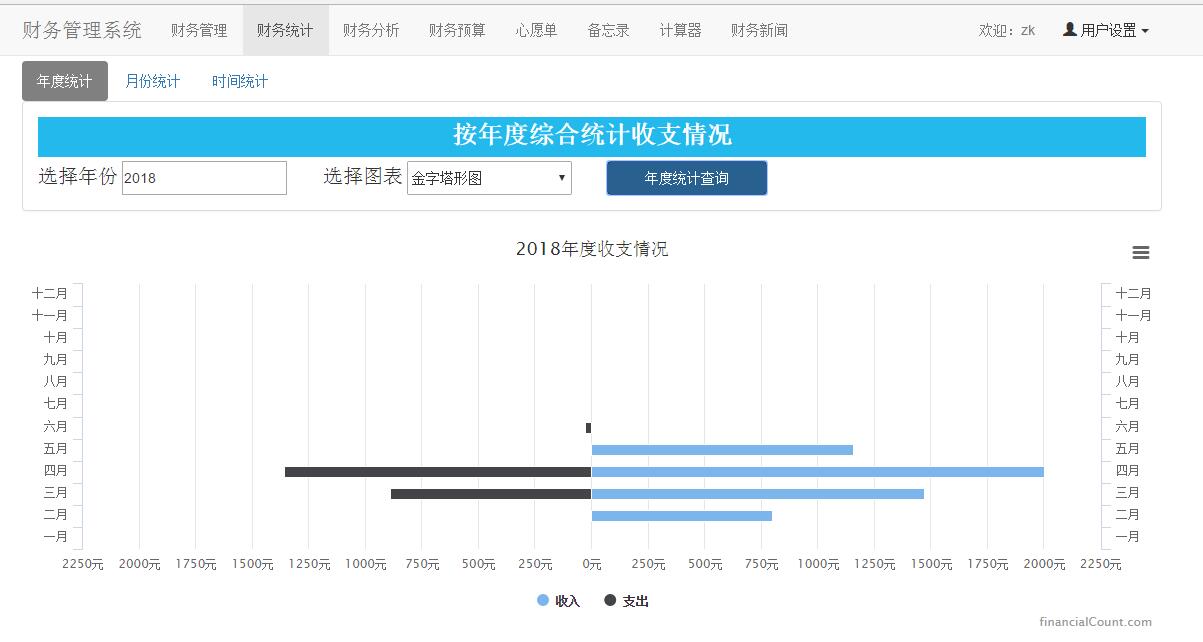 财务管理系统 财务管理 财务统计 财务分析 财务预算 心愿单 备忘录 计算器 财务新闻 欢迎：zk 用户设置
年度统计 月份统计 时间统计
按年度综合统计收支情况
选择年份 2018 选择图表 金字塔形图 年度统计查询
2018年度收支情况
十二月 十二月
十一月 十一月
十月 十月
九月 九月
八月 八月
七月 七月
六月 六月
五月 五月
四月 四月
三月 三月
二月 二月
一月 一月
2250元 2000元 1750元 1500元 1250元 1000元 750元 500元 250元 0元 250元 500元 750元 1000元 1250元 1500元 1750元 2000元 2250元
收入 支出
financialCount.com